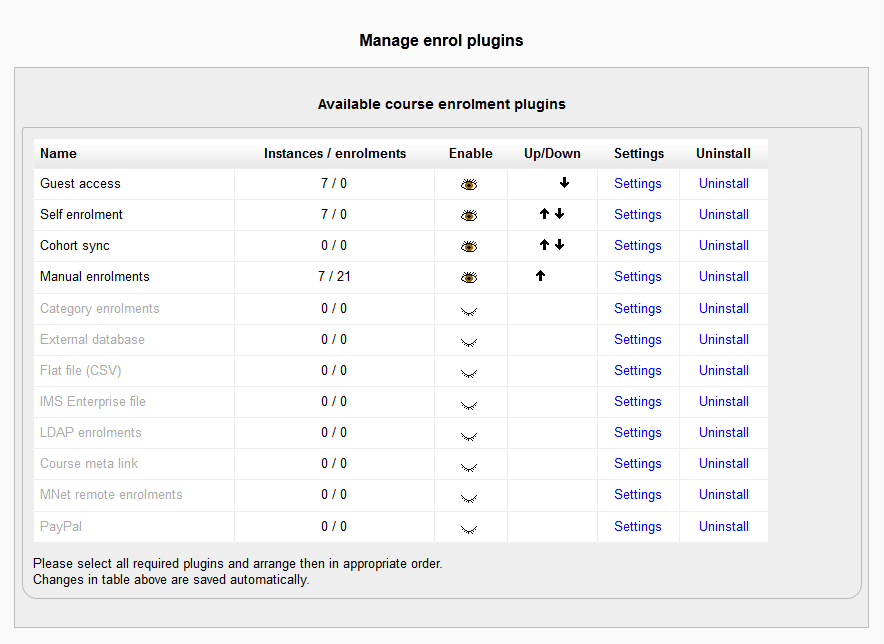 Manage enrol plugins
Available course enrolment plugins
Name Instances / enrolments Enable Up/Down Settings Uninstall
Guest access 7 / 0 Settings Uninstall
Self enrolment 7 / 0 Settings Uninstall
Cohort sync 0 / 0 Settings Uninstall
Manual enrolments 7 / 21 Settings Uninstall
Category enrolments 0 / 0 Settings Uninstall
External database 0 / 0 Settings Uninstall
Flat file (CSV) 0 / 0 Settings Uninstall
IMS Enterprise file 0 / 0 Settings Uninstall
LDAP enrolments 0 / 0 Settings Uninstall
Course meta link 0 / 0 Settings Uninstall
MNet remote enrolments 0 / 0 Settings Uninstall
PayPal 0 / 0 Settings Uninstall
Please select all required plugins and arrange then in appropriate order.
Changes in table above are saved automatically.